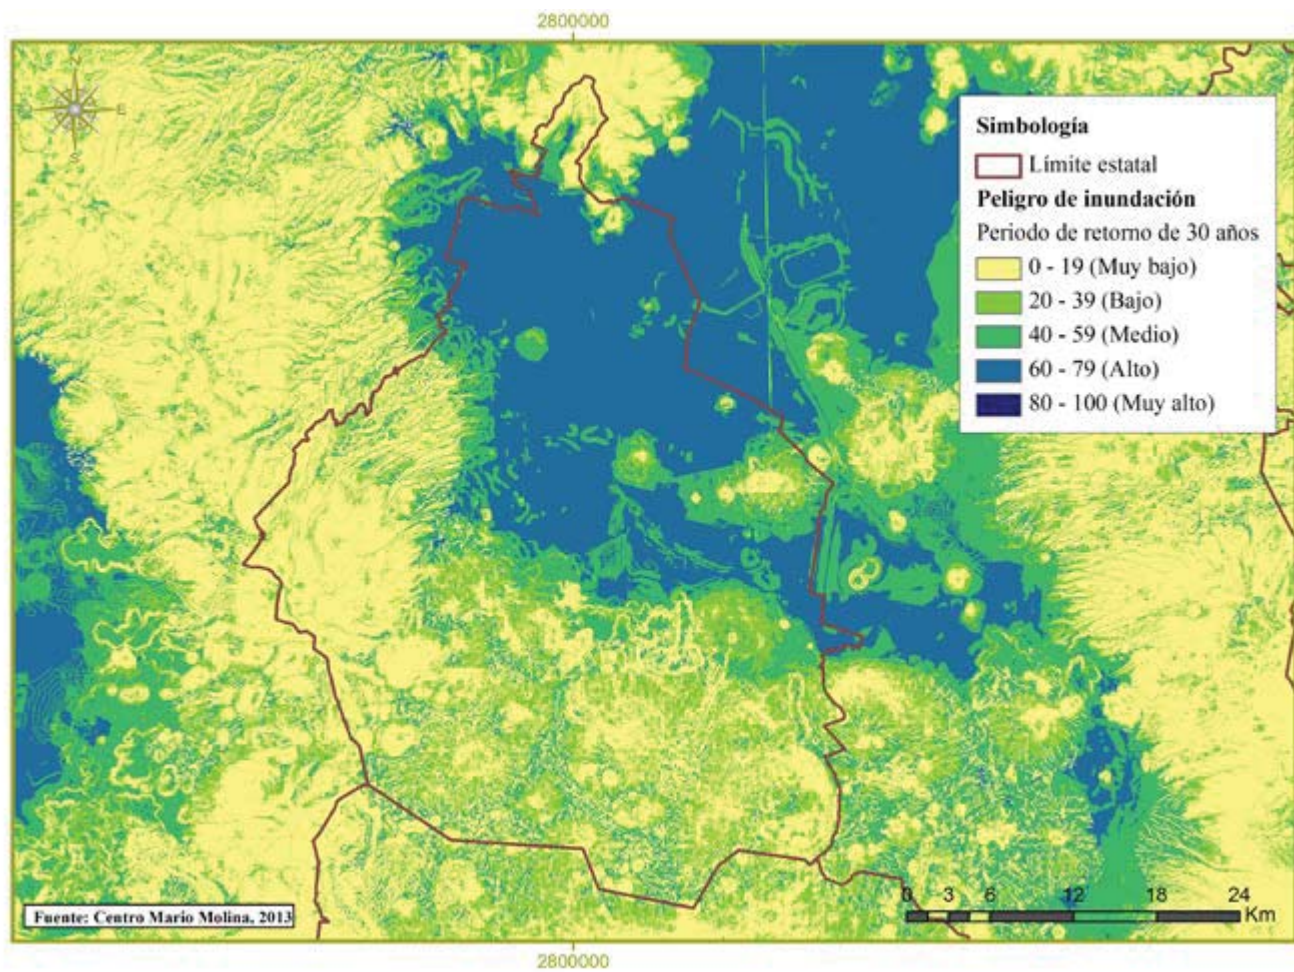 2800000
N
E
S
Simbología
Límite estatal
Peligro de inundación
Periodo de retorno de 30 años
0 - 19 (Muy bajo)
20 - 39 (Bajo)
40 - 59 (Medio)
60 - 79 (Alto)
80 - 100 (Muy alto)
0 3 6 12 18 24
Km
Fuente: Centro Mario Molina, 2013
2800000